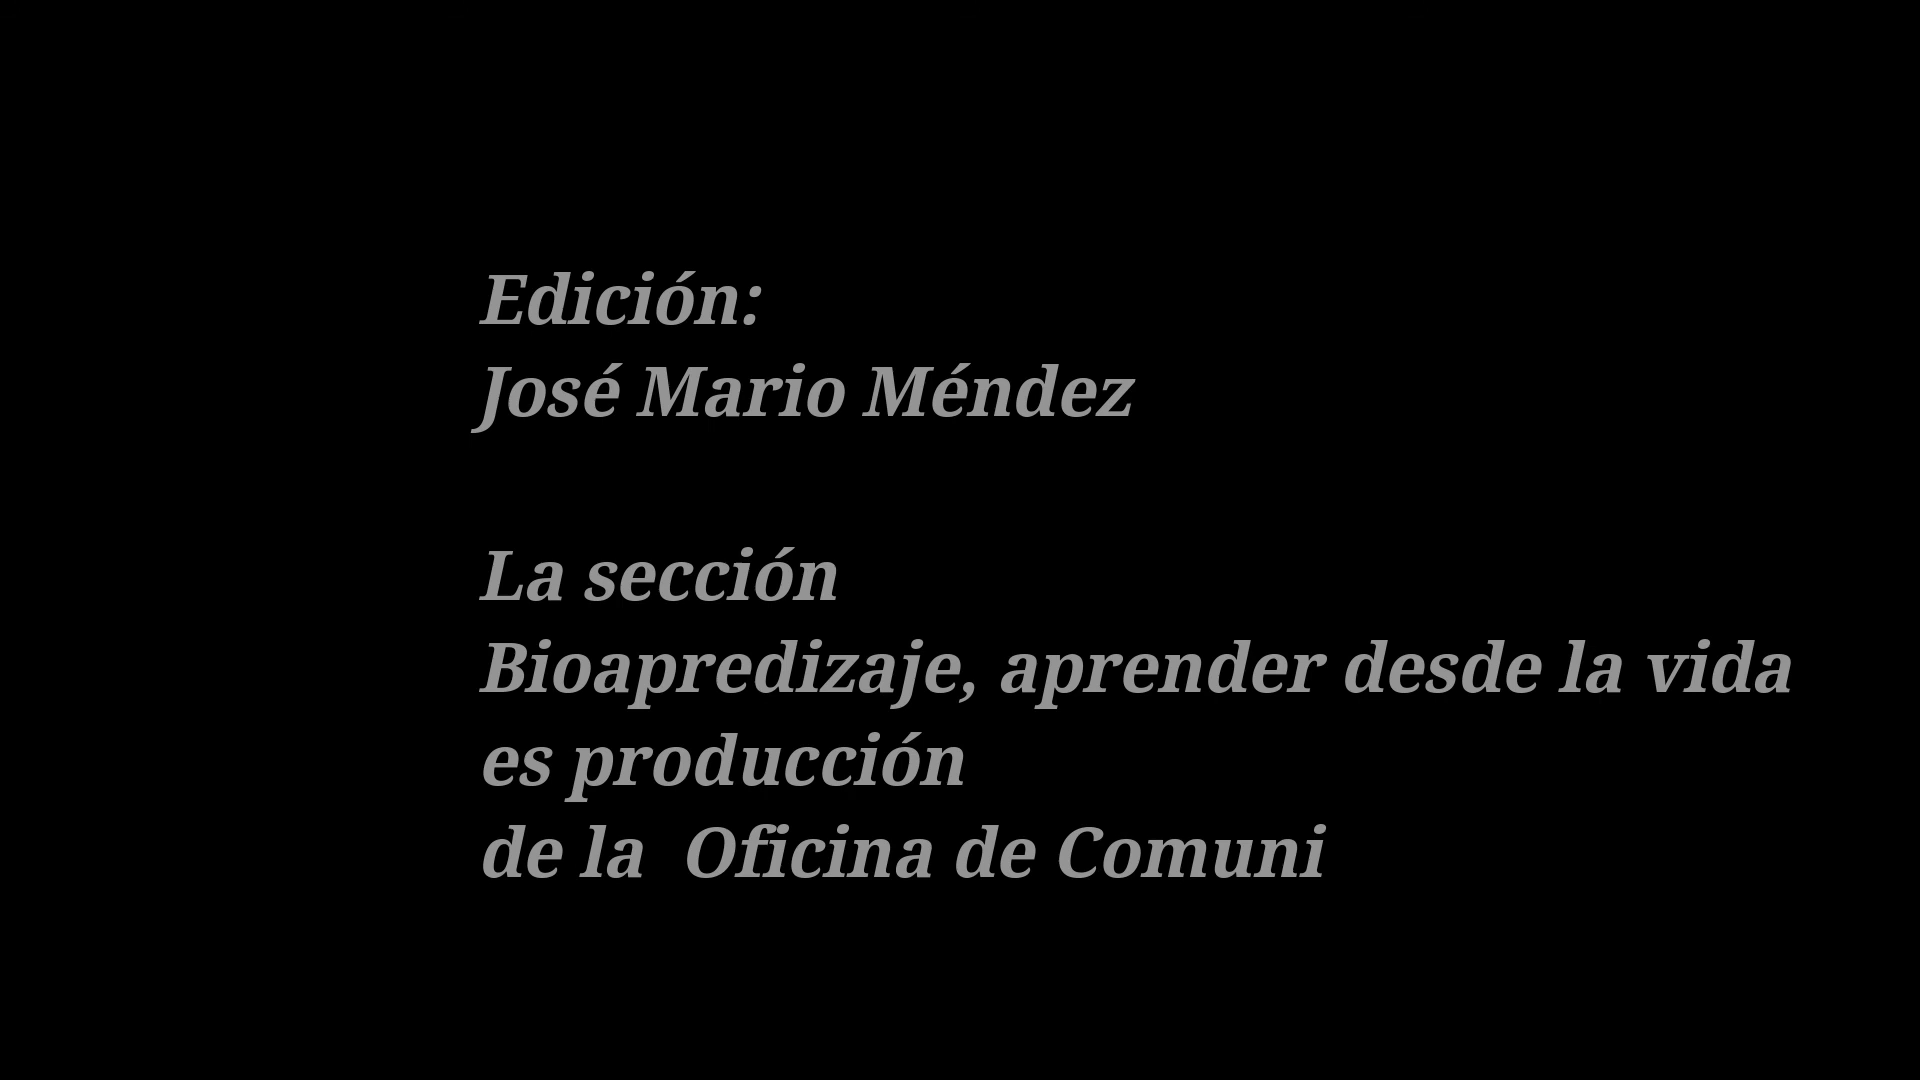 Edición:
José Mario Méndez
La sección
Bioapredizaje, aprender desde la vida
es producción
de la  Oficina de Comuni